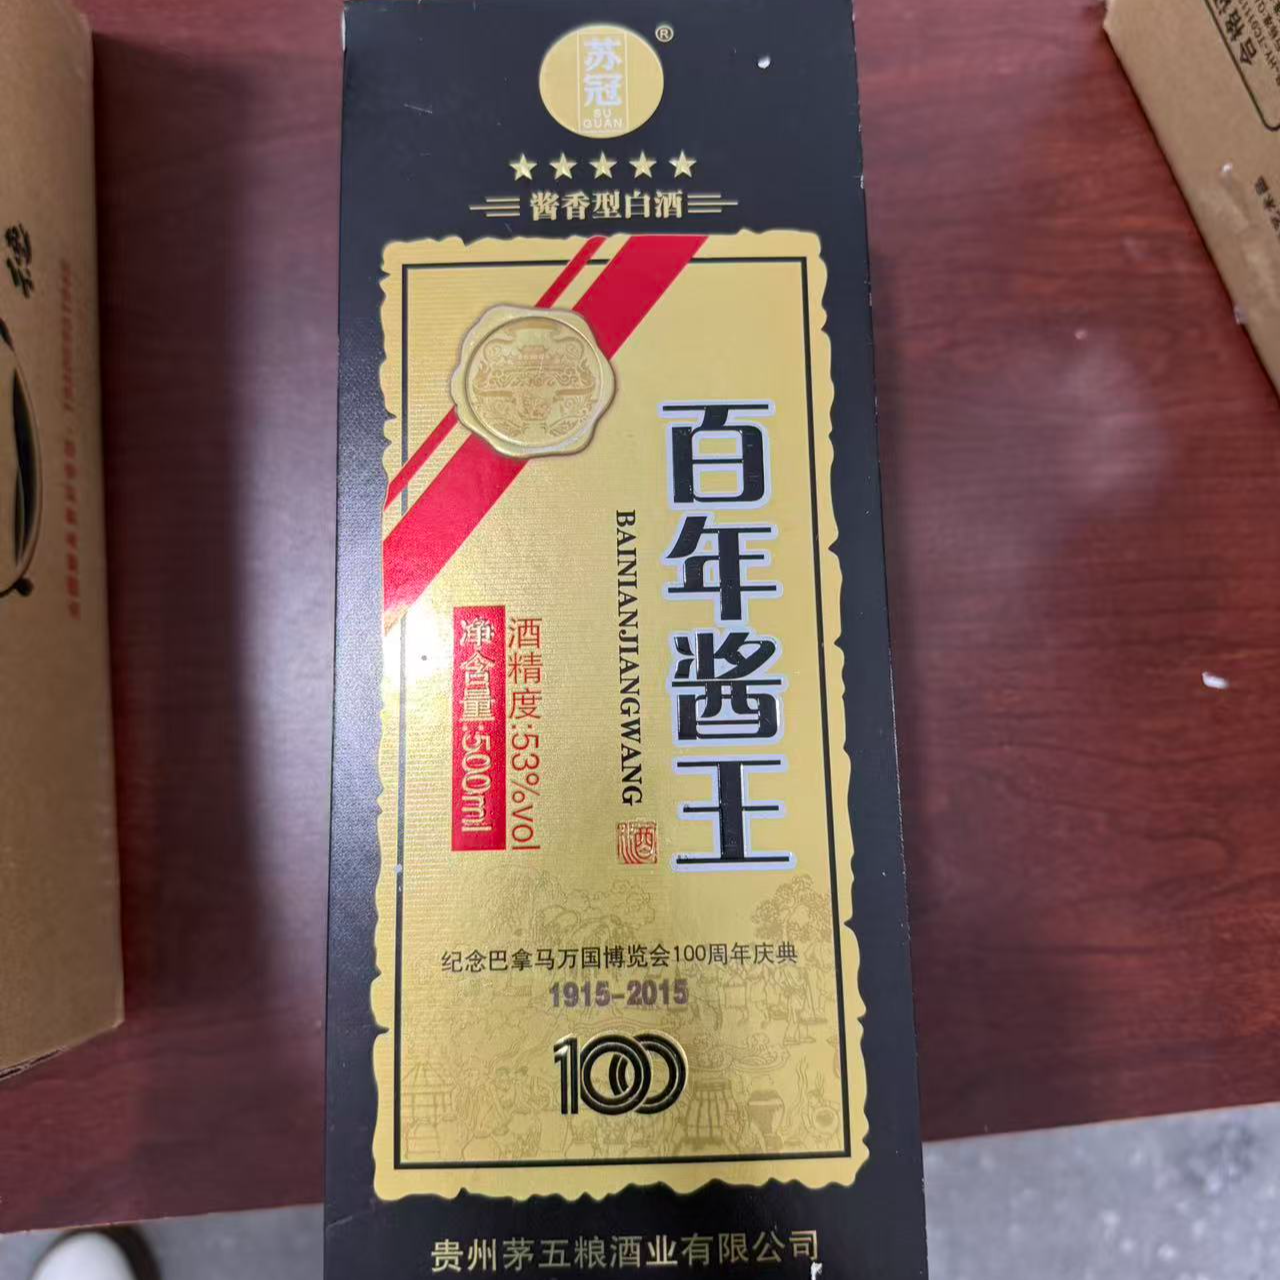 苏冠
SU
GUAN
®
★★★★★
酱香型白酒
百年酱王
BAINIANJIANGWANG
酒
酒精度:53%vol
净含量:500ml
纪念巴拿马万国博览会100周年庆典
1915-2015
100
贵州茅五粮酒业有限公司